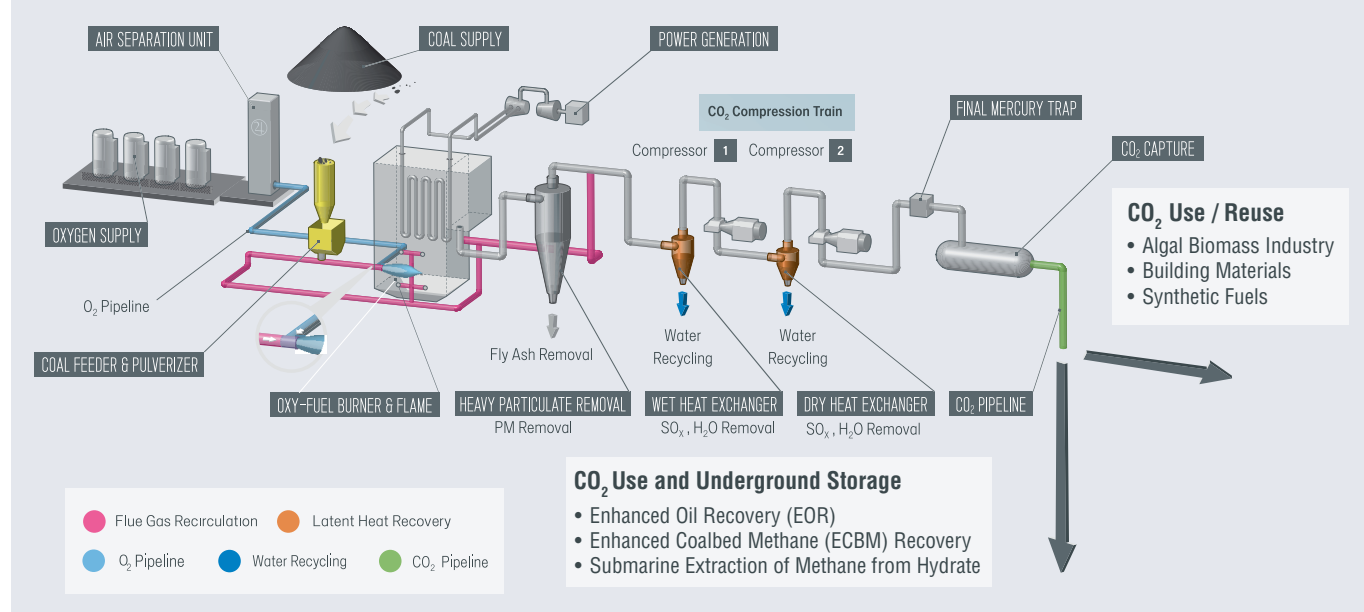 AIR SEPARATION UNIT
COAL SUPPLY
POWER GENERATION
CO₂ Compression Train
Compressor 1 Compressor 2
FINAL MERCURY TRAP
CO₂ CAPTURE
OXYGEN SUPPLY
O₂ Pipeline
COAL FEEDER & PULVERIZER
OXY-FUEL BURNER & FLAME
Fly Ash Removal
HEAVY PARTICULATE REMOVAL
PM Removal
Water
Recycling
WET HEAT EXCHANGER
SOₓ, H₂O Removal
Water
Recycling
DRY HEAT EXCHANGER
SOₓ, H₂O Removal
CO₂ PIPELINE
CO₂ Use / Reuse
• Algal Biomass Industry
• Building Materials
• Synthetic Fuels
CO₂ Use and Underground Storage
• Enhanced Oil Recovery (EOR)
• Enhanced Coalbed Methane (ECBM) Recovery
• Submarine Extraction of Methane from Hydrate
Flue Gas Recirculation
Latent Heat Recovery
O₂ Pipeline
Water Recycling
CO₂ Pipeline